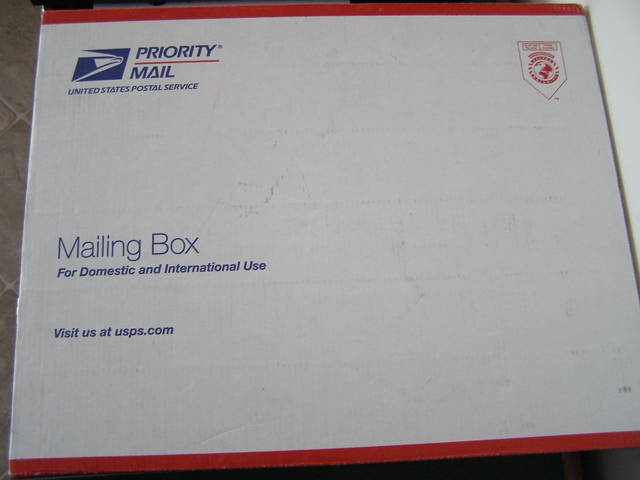 PRIORITY®
MAIL
UNITED STATES POSTAL SERVICE
Mailing Box
For Domestic and International Use
Visit us at usps.com